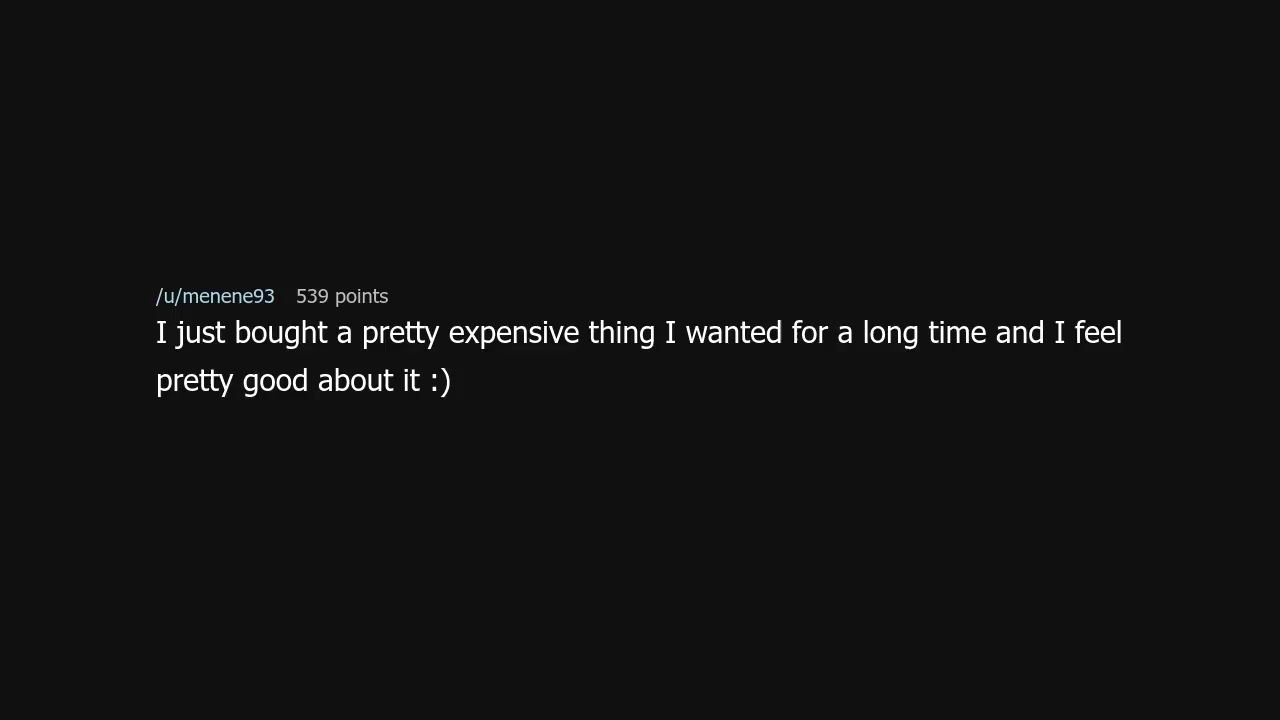 /u/menene93 539 points
I just bought a pretty expensive thing I wanted for a long time and I feel
pretty good about it :)